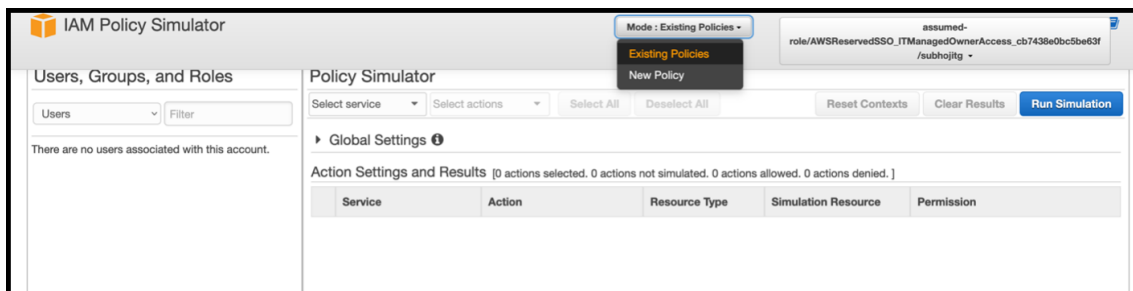 IAM Policy Simulator
Mode : Existing Policies
assumed-
role/AWSReservedSSO_ITManagedOwnerAccess_cb7438e0bc5be63f
/subhojitg
Existing Policies
New Policy
Users, Groups, and Roles
Users
Filter
There are no users associated with this account.
Policy Simulator
Select service
Select actions
Select All
Deselect All
Reset Contexts
Clear Results
Run Simulation
Global Settings
Action Settings and Results [0 actions selected. 0 actions not simulated. 0 actions allowed. 0 actions denied. ]
Service Action Resource Type Simulation Resource Permission